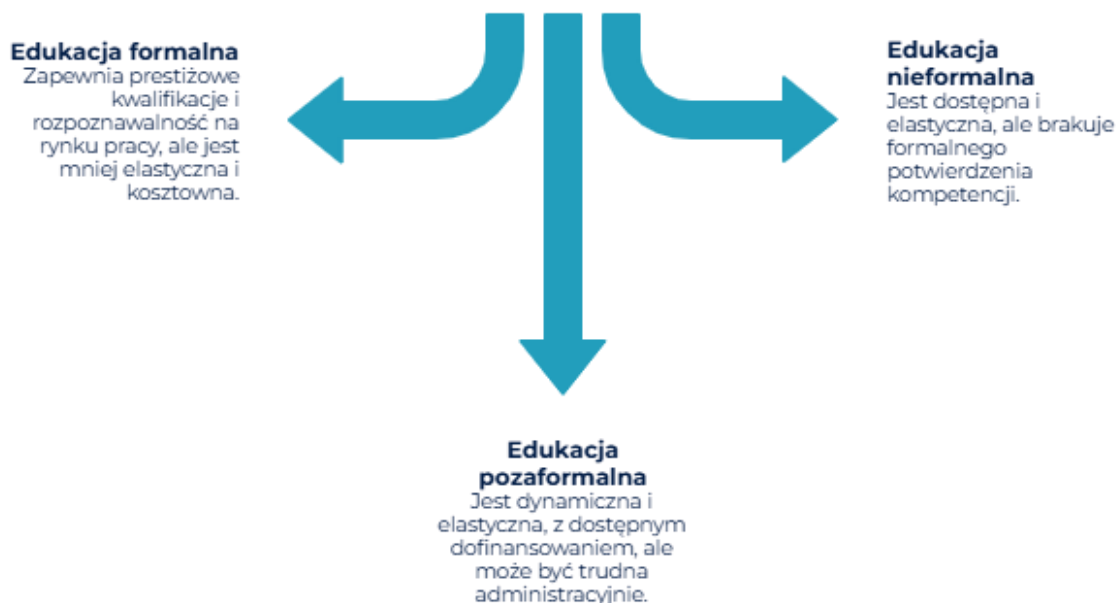 Edukacja formalna
Zapewnia prestiżowe
kwalifikacje i
rozpoznawalność na
rynku pracy, ale jest
mniej elastyczna i
kosztowna.
Edukacja
nieformalna
Jest dostępna i
elastyczna, ale brakuje
formalnego
potwierdzenia
kompetencji.
Edukacja
pozaformalna
Jest dynamiczna i
elastyczna, z dostępnym
dofinansowaniem, ale
może być trudna
administracyjnie.